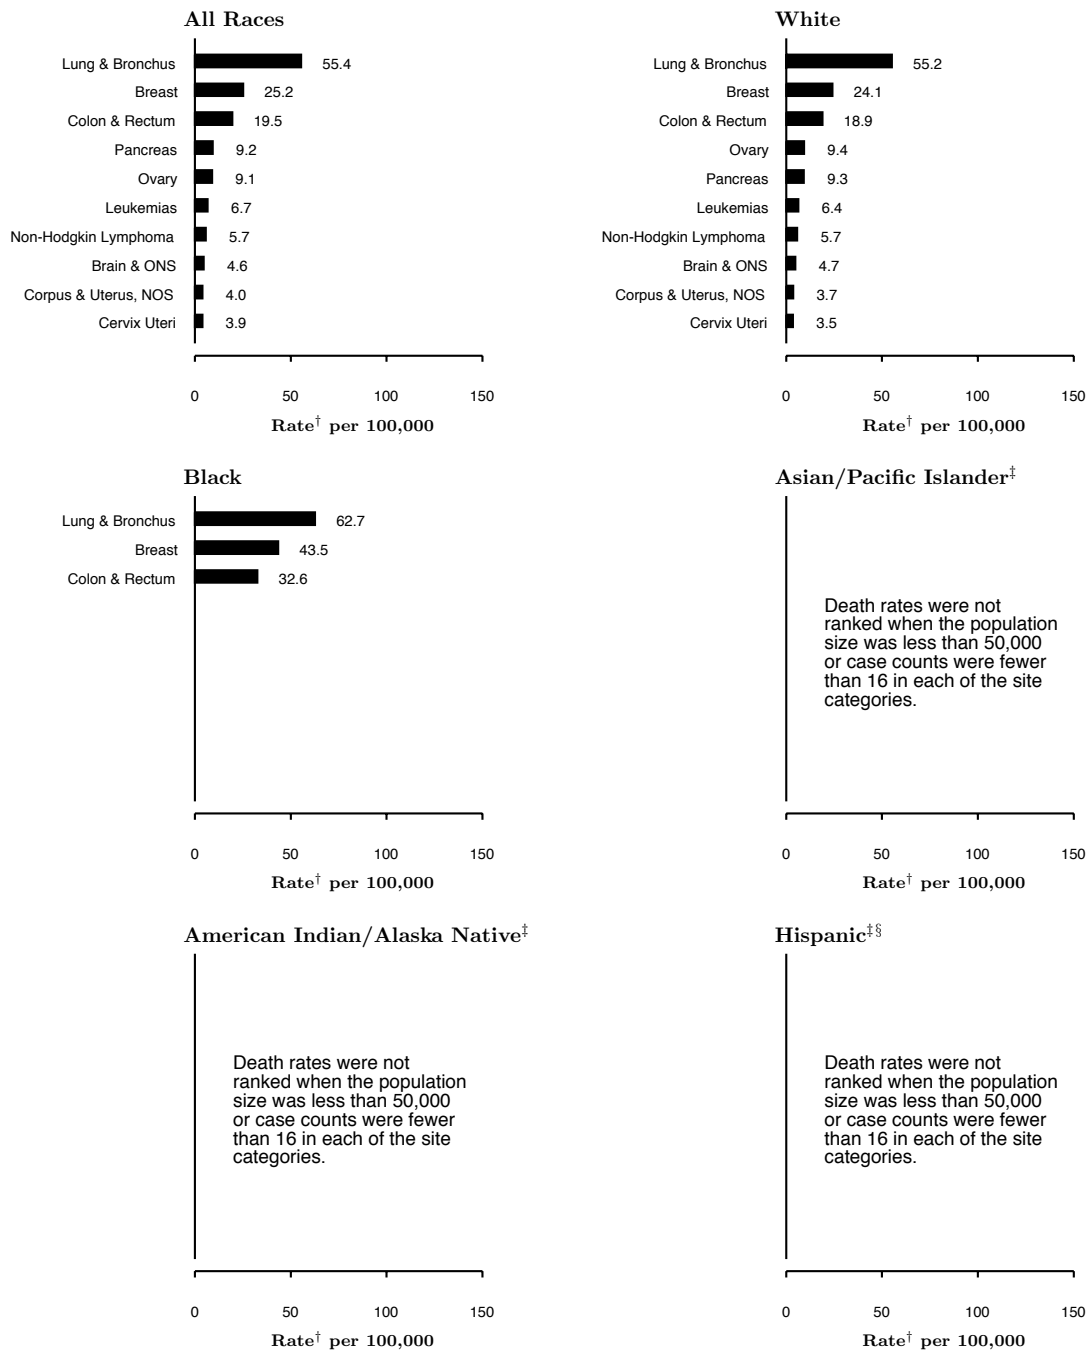 All Races
Lung & Bronchus 55.4
Breast 25.2
Colon & Rectum 19.5
Pancreas 9.2
Ovary 9.1
Leukemias 6.7
Non-Hodgkin Lymphoma 5.7
Brain & ONS 4.6
Corpus & Uterus, NOS 4.0
Cervix Uteri 3.9
0 50 100 150
Rate† per 100,000
White
Lung & Bronchus 55.2
Breast 24.1
Colon & Rectum 18.9
Ovary 9.4
Pancreas 9.3
Leukemias 6.4
Non-Hodgkin Lymphoma 5.7
Brain & ONS 4.7
Corpus & Uterus, NOS 3.7
Cervix Uteri 3.5
0 50 100 150
Rate† per 100,000
Black
Lung & Bronchus 62.7
Breast 43.5
Colon & Rectum 32.6
0 50 100 150
Rate† per 100,000
Asian/Pacific Islander‡
Death rates were not
ranked when the population
size was less than 50,000
or case counts were fewer
than 16 in each of the site
categories.
0 50 100 150
Rate† per 100,000
American Indian/Alaska Native‡
Death rates were not
ranked when the population
size was less than 50,000
or case counts were fewer
than 16 in each of the site
categories.
0 50 100 150
Rate† per 100,000
Hispanic‡§
Death rates were not
ranked when the population
size was less than 50,000
or case counts were fewer
than 16 in each of the site
categories.
0 50 100 150
Rate† per 100,000